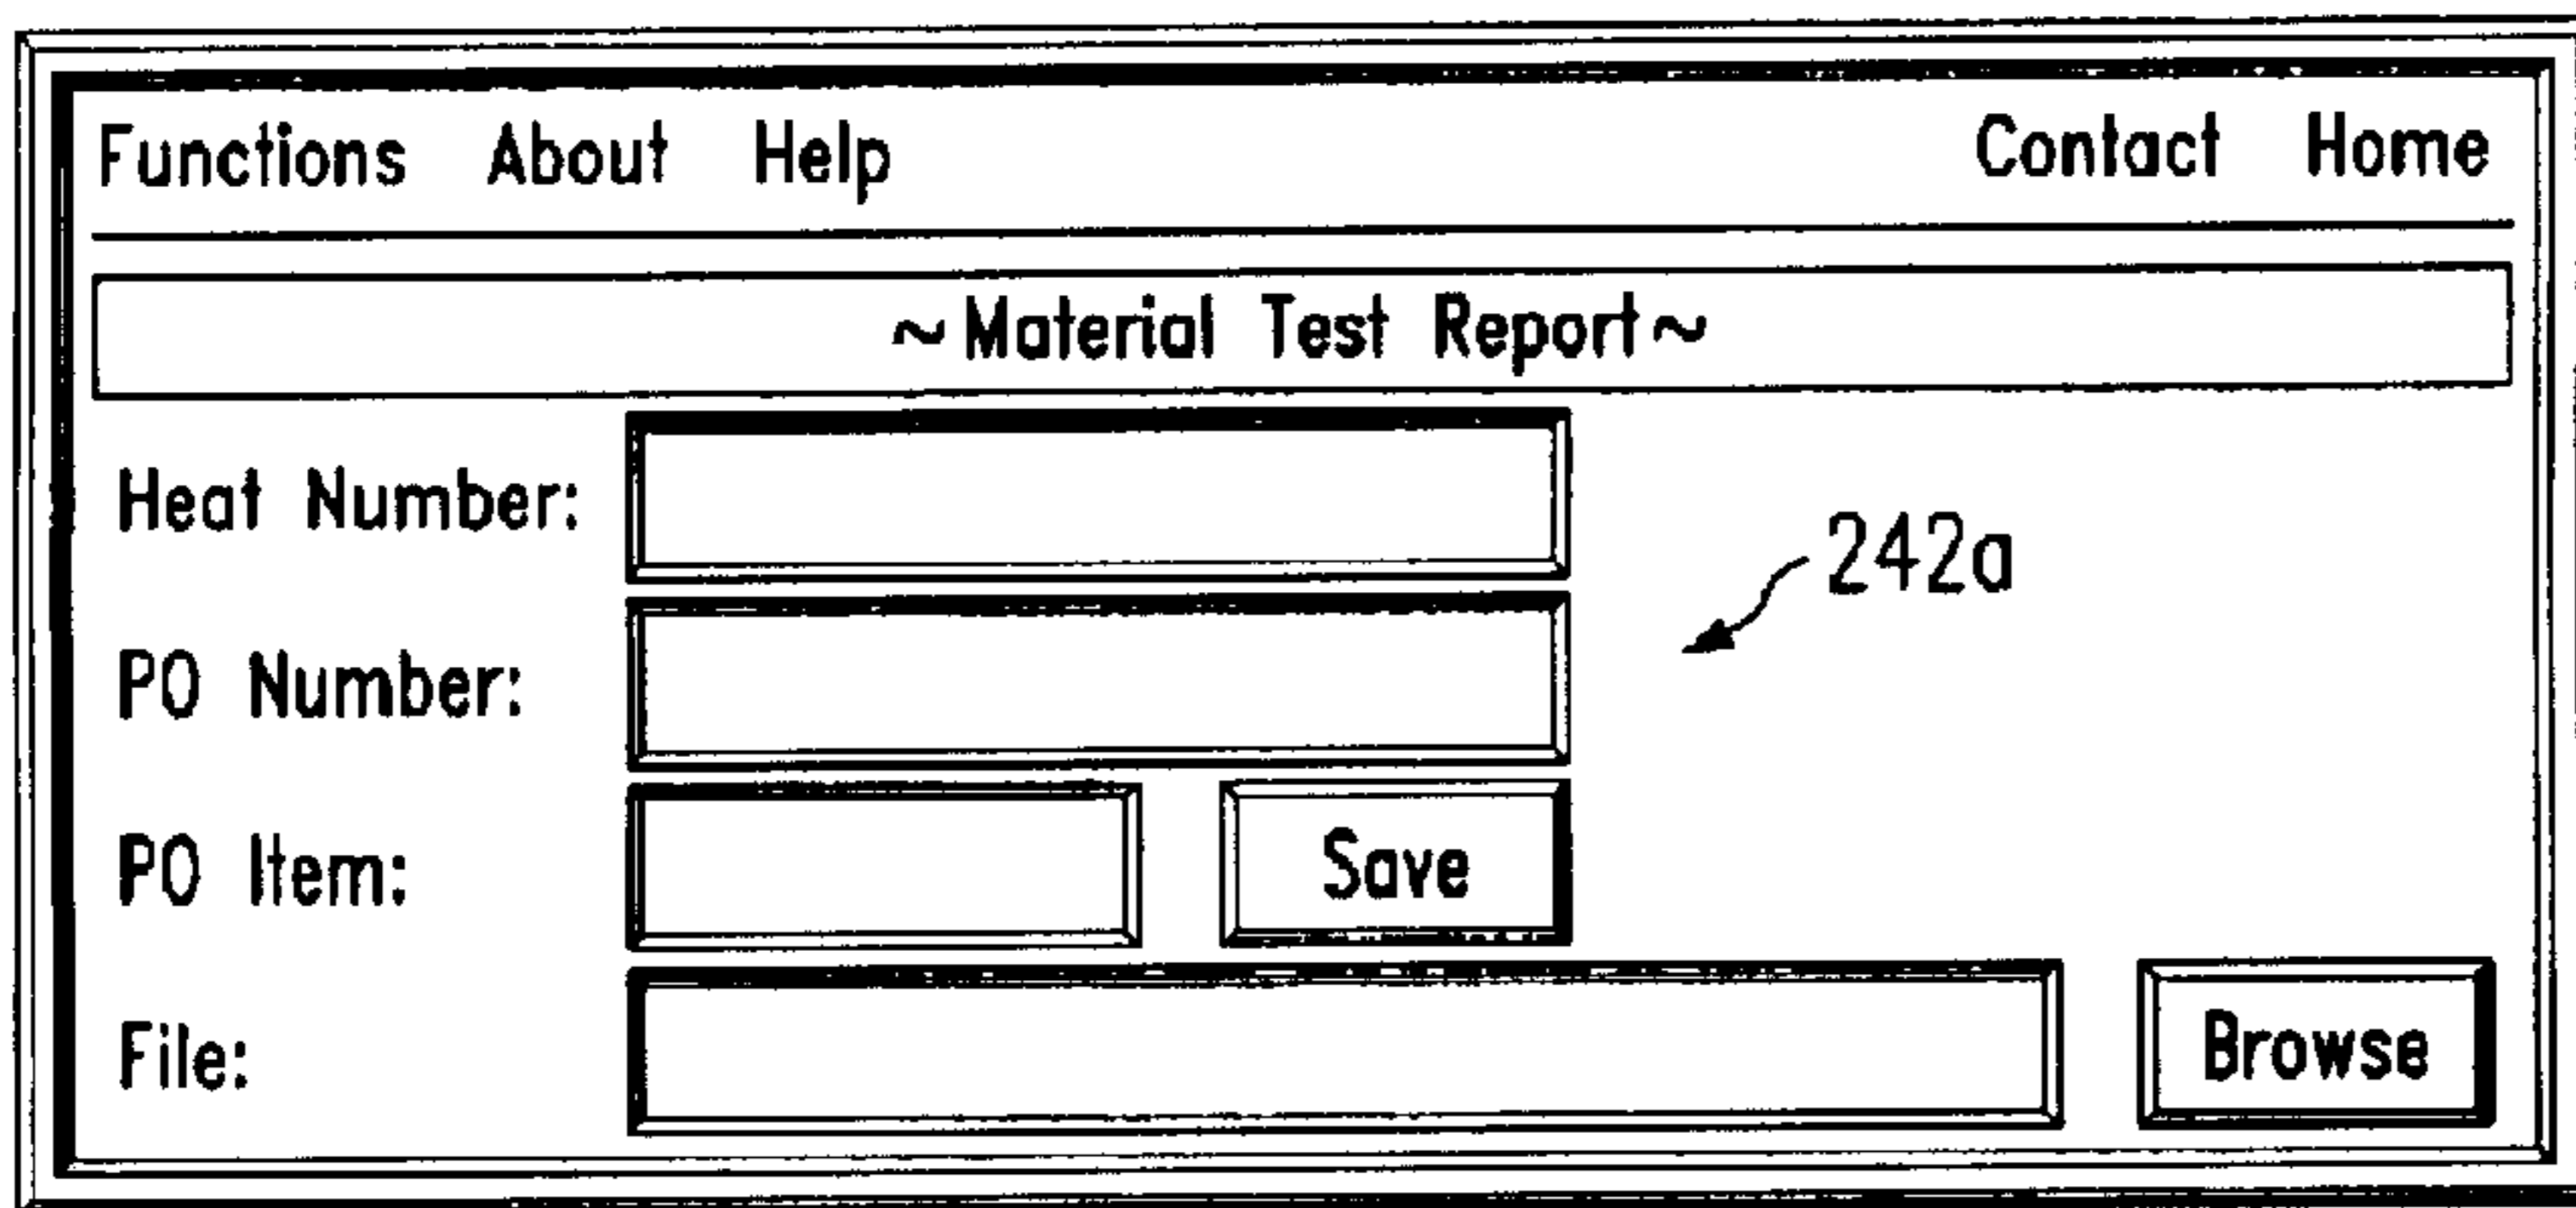 Functions About Help Contact Home
~Material Test Report~
Heat Number:
242a
PO Number:
PO Item: Save
File: Browse